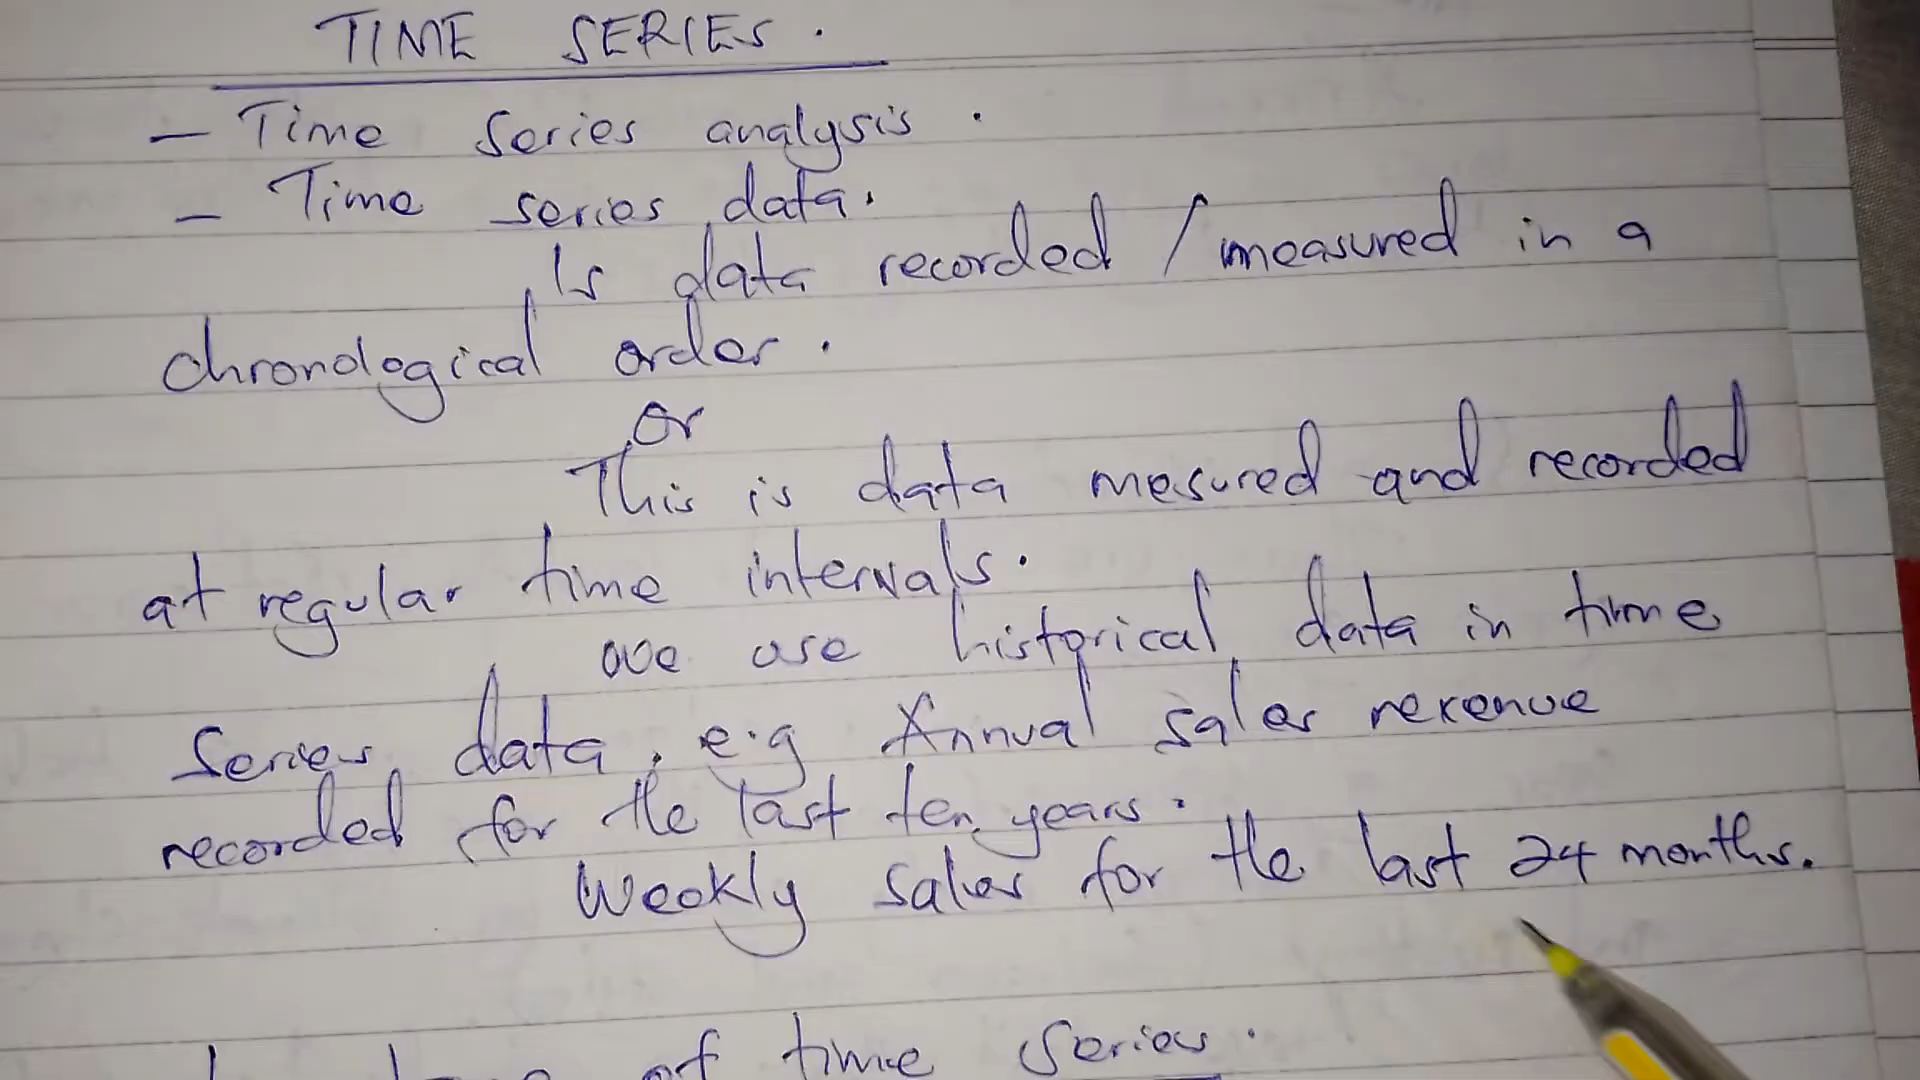 TIME SERIES.
- Time series analysis.
- Time series data.
Is data recorded / measured in a
chronological order.
Or
This is data mesured and recorded
at regular time intervals.
we use historical data in time
Series data. e.g Annual sales revenue
recorded for the last ten years.
Weekly sales for the last 24 months.
of time series.